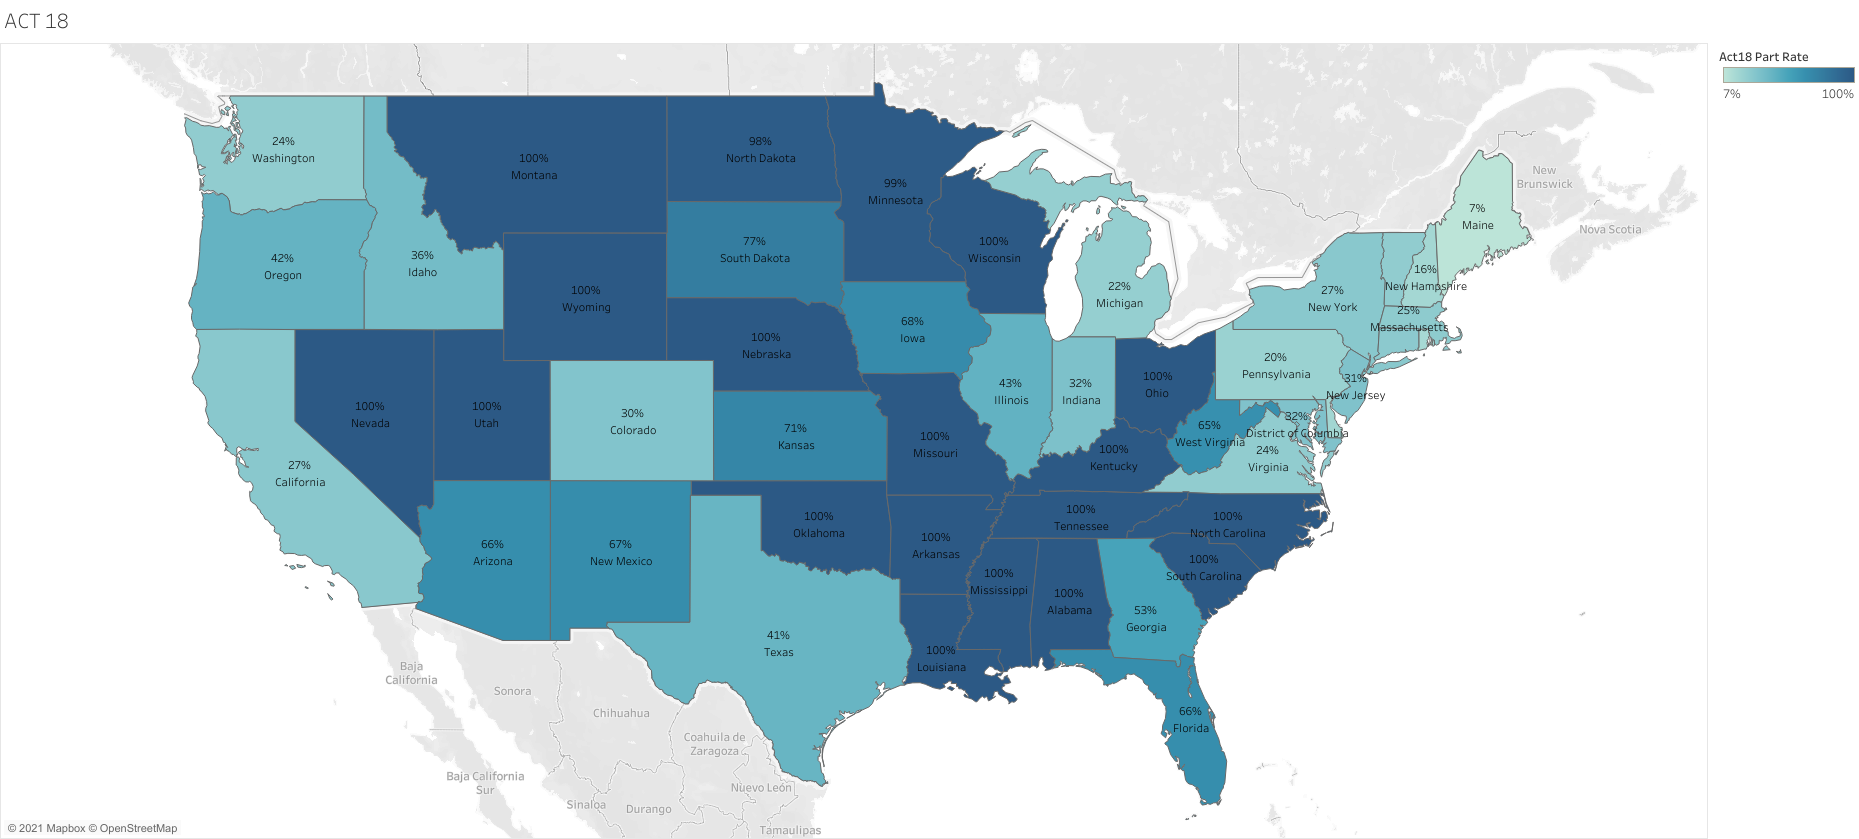 ACT 18
Act18 Part Rate
7%
100%
24%
Washington
100%
Montana
98%
North Dakota
99%
Minnesota
7%
Maine
New
Brunswick
Nova Scotia
42%
Oregon
36%
Idaho
77%
South Dakota
100%
Wisconsin
16%
New Hampshire
100%
Wyoming
22%
Michigan
27%
New York
25%
Massachusetts
68%
Iowa
100%
Nebraska
20%
Pennsylvania
31%
New Jersey
43%
Illinois
32%
Indiana
100%
Ohio
100%
Nevada
100%
Utah
30%
Colorado
71%
Kansas
100%
Missouri
65%
West Virginia
32%
District of Columbia
24%
Virginia
100%
Kentucky
27%
California
66%
Arizona
67%
New Mexico
100%
Oklahoma
100%
Arkansas
100%
Tennessee
100%
North Carolina
100%
South Carolina
100%
Mississippi
100%
Alabama
53%
Georgia
41%
Texas
100%
Louisiana
66%
Florida
Baja
California
Sonora
Chihuahua
Coahuila de
Zaragoza
Baja California
Sur
Nuevo León
Sinaloa
Durango
Tamaulipas
© 2021 Mapbox © OpenStreetMap